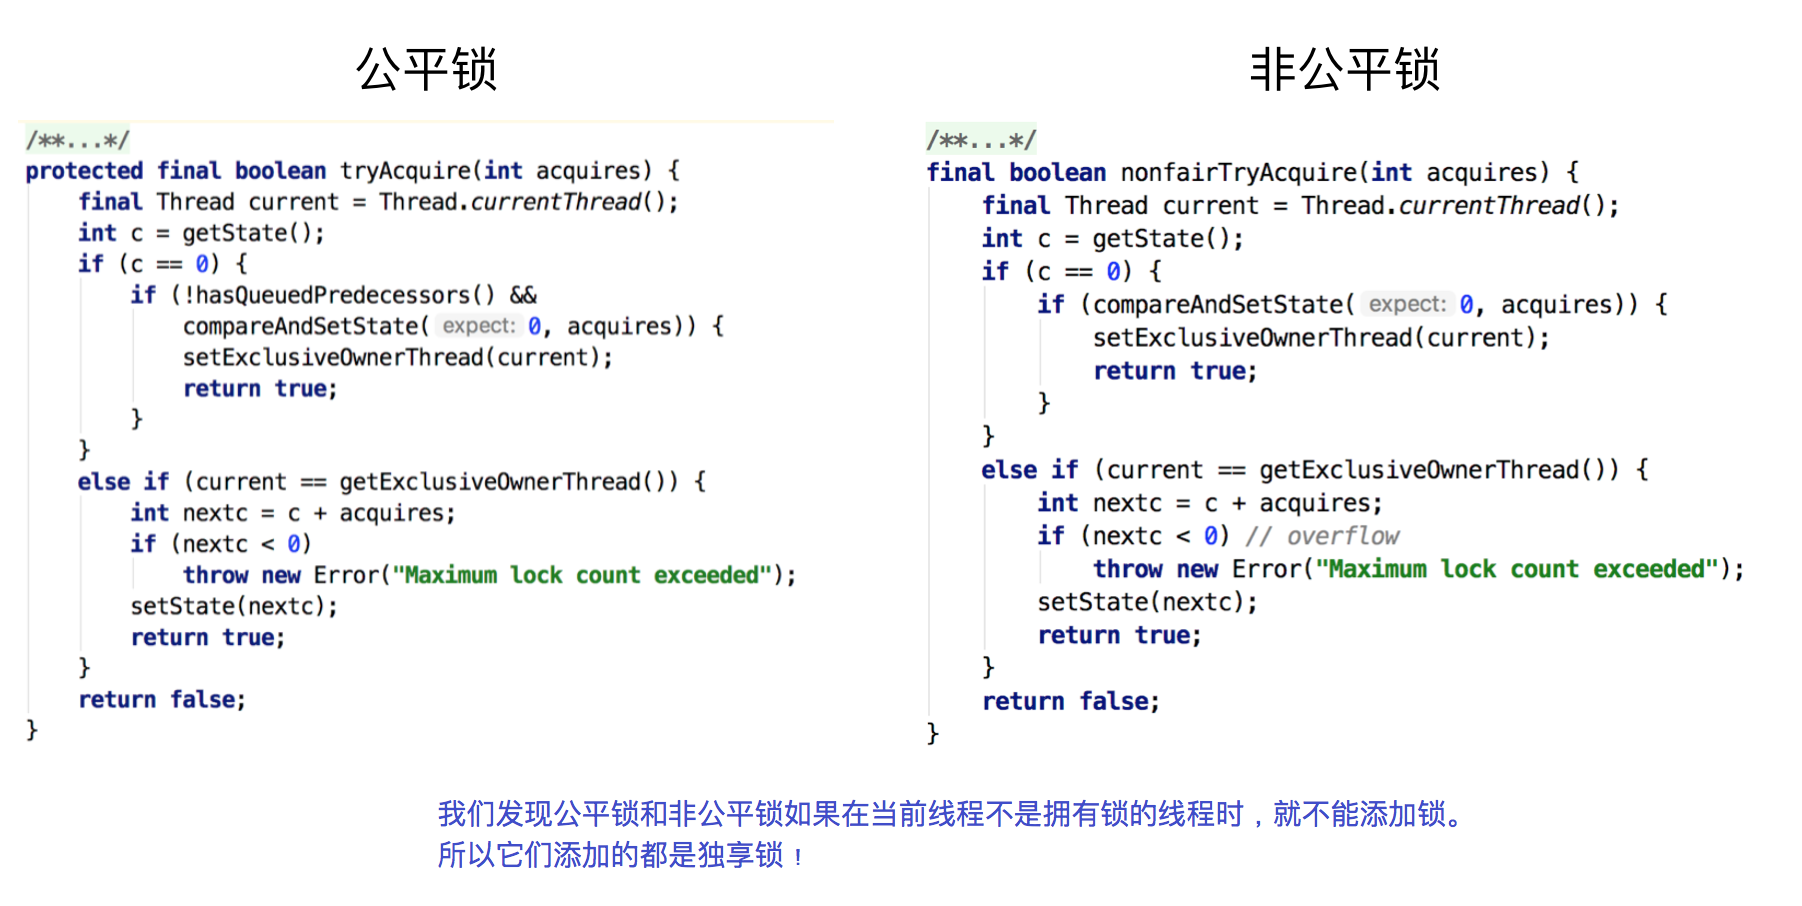 公平锁
/**...*/
protected final boolean tryAcquire(int acquires) {
    final Thread current = Thread.currentThread();
    int c = getState();
    if (c == 0) {
        if (!hasQueuedPredecessors() &&
            compareAndSetState( expect: 0, acquires)) {
            setExclusiveOwnerThread(current);
            return true;
        }
    }
    else if (current == getExclusiveOwnerThread()) {
        int nextc = c + acquires;
        if (nextc < 0)
            throw new Error("Maximum lock count exceeded");
        setState(nextc);
        return true;
    }
    return false;
}
非公平锁
/**...*/
final boolean nonfairTryAcquire(int acquires) {
    final Thread current = Thread.currentThread();
    int c = getState();
    if (c == 0) {
        if (compareAndSetState( expect: 0, acquires)) {
            setExclusiveOwnerThread(current);
            return true;
        }
    }
    else if (current == getExclusiveOwnerThread()) {
        int nextc = c + acquires;
        if (nextc < 0) // overflow
            throw new Error("Maximum lock count exceeded");
        setState(nextc);
        return true;
    }
    return false;
}
我们发现公平锁和非公平锁如果在当前线程不是拥有锁的线程时，就不能添加锁。
所以它们添加的都是独享锁！